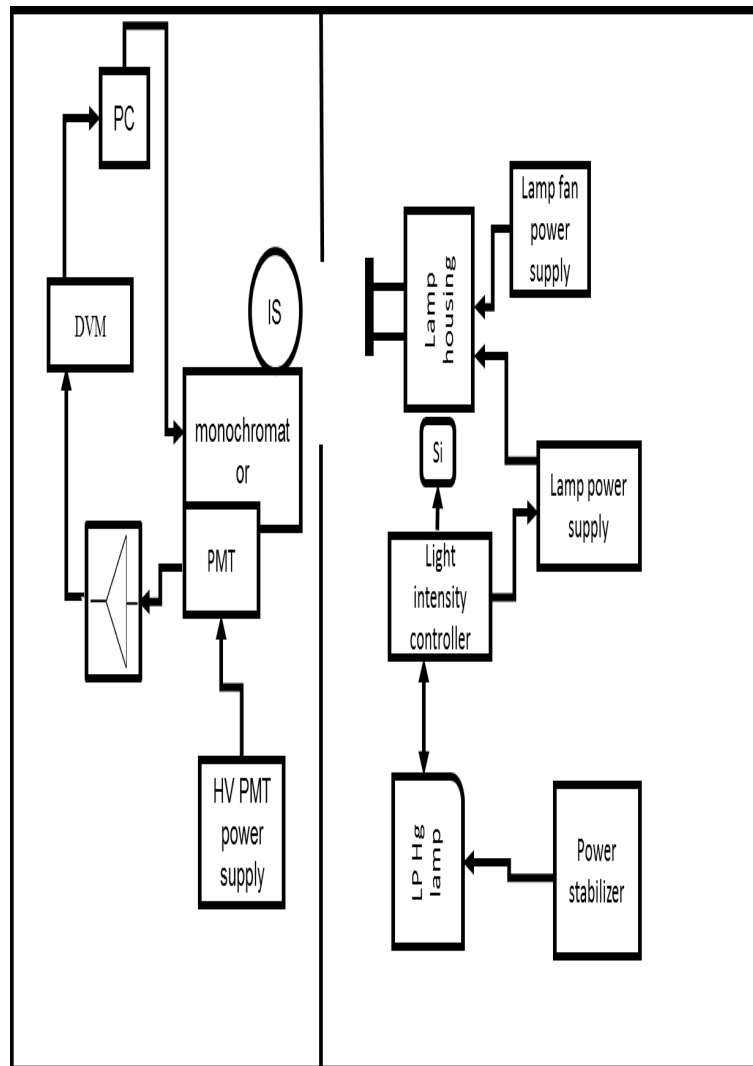 PC
DVM
IS
monochromat
or
PMT
HV PMT
power
supply
Lamp
housing
Lamp fan
power
supply
Si
Lamp power
supply
Light
intensity
controller
LP Hg
lamp
Power
stabilizer